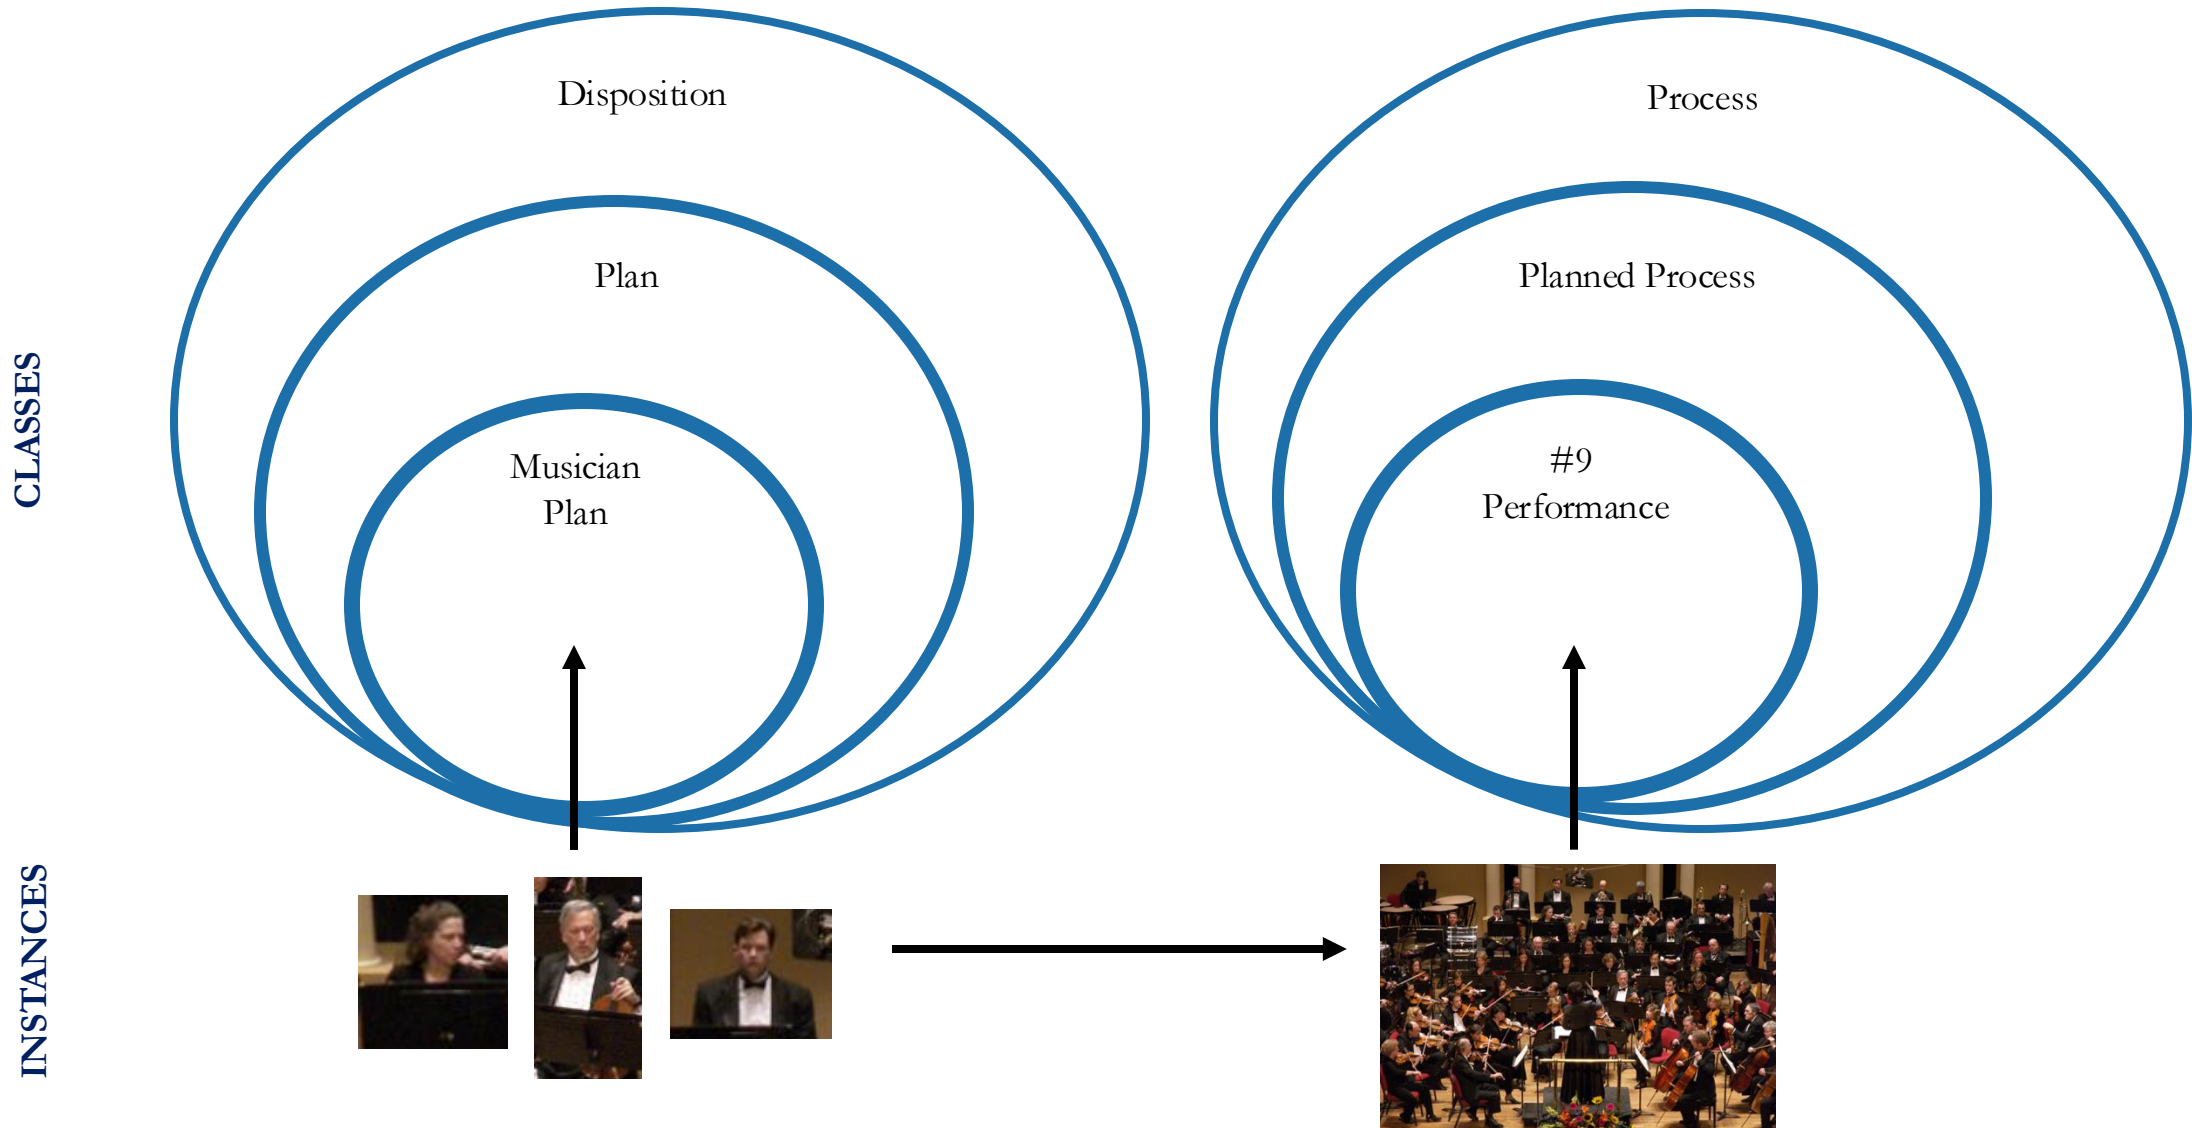 Disposition
Plan
Musician
Plan
Process
Planned Process
#9
Performance
CLASSES
INSTANCES